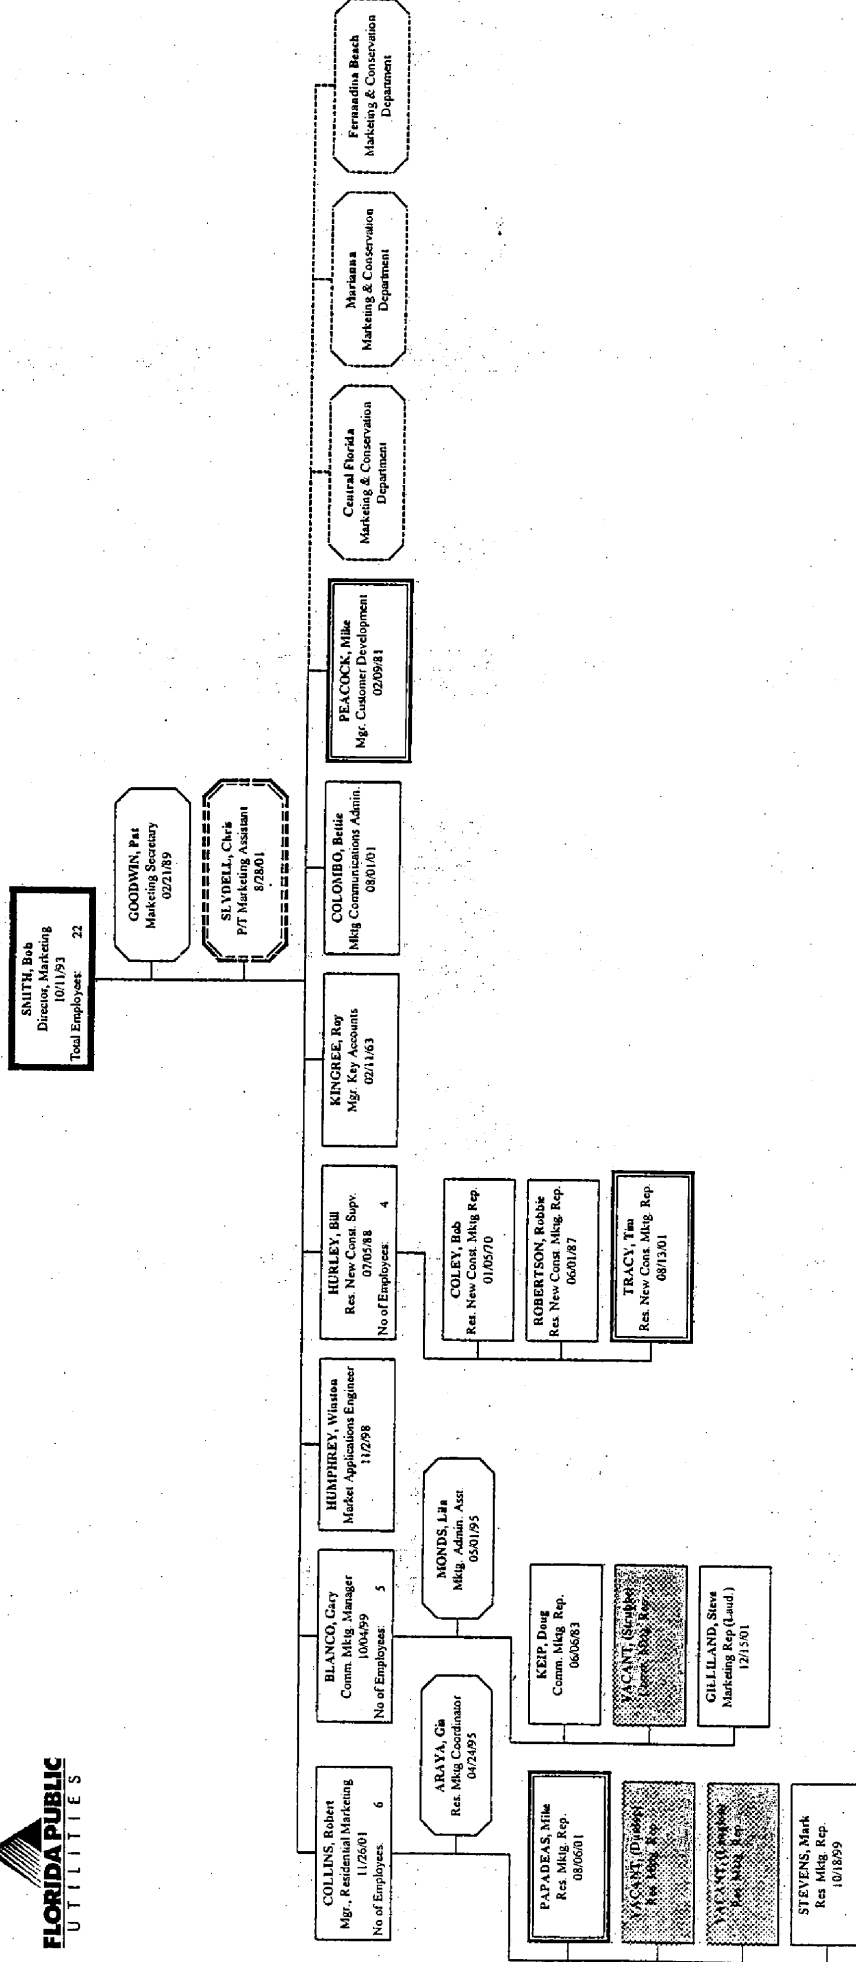 FLORIDA PUBLIC
UTILITIES
SMITH, Bob
Director, Marketing
10/11/93
Total Employees: 22
GOODWIN, Pat
Marketing Secretary
02/21/89
SLYDELL, Chris
P/T Marketing Assistant
8/28/01
COLLINS, Robert
Mgr., Residential Marketing
11/26/01
No of Employees: 6
BLANCO, Gary
Comm. Mktg. Manager
10/04/99
No of Employees: 5
HUMPHREY, Winston
Market Applications Engineer
11/2/98
HURLEY, Bill
Res. New Const. Supv.
07/05/88
No of Employees: 4
KINGREE, Roy
Mgr. Key Accounts
02/11/63
COLOMBO, Bettie
Mktg Communications Admin.
08/01/01
PEACOCK, Mike
Mgr. Customer Development
02/09/81
Central Florida
Marketing & Conservation
Department
Marianna
Marketing & Conservation
Department
Fernandina Beach
Marketing & Conservation
Department
ARAYA, Gia
Res. Mktg Coordinator
04/24/95
PAPADEAS, Mike
Res. Mktg. Rep.
08/06/01
VACANT, (Dunlop)
Res. Mktg. Rep.
VACANT,
Res. Mktg. Rep.
STEVENS, Mark
Res Mktg. Rep.
10/18/99
MONDS, Lila
Mktg. Admin. Asst
05/01/95
KEIP, Doug
Comm. Mktg. Rep.
06/06/83
VACANT,
Comm. Mktg. Rep.
GILLILAND, Steve
Marketing Rep (Laud.)
12/15/01
COLEY, Bob
Res. New Const. Mktg Rep.
01/05/70
ROBERTSON, Robbie
Res. New Const. Mktg. Rep.
06/01/87
TRACY, Tim
Res. New Cons. Mktg. Rep.
08/13/01